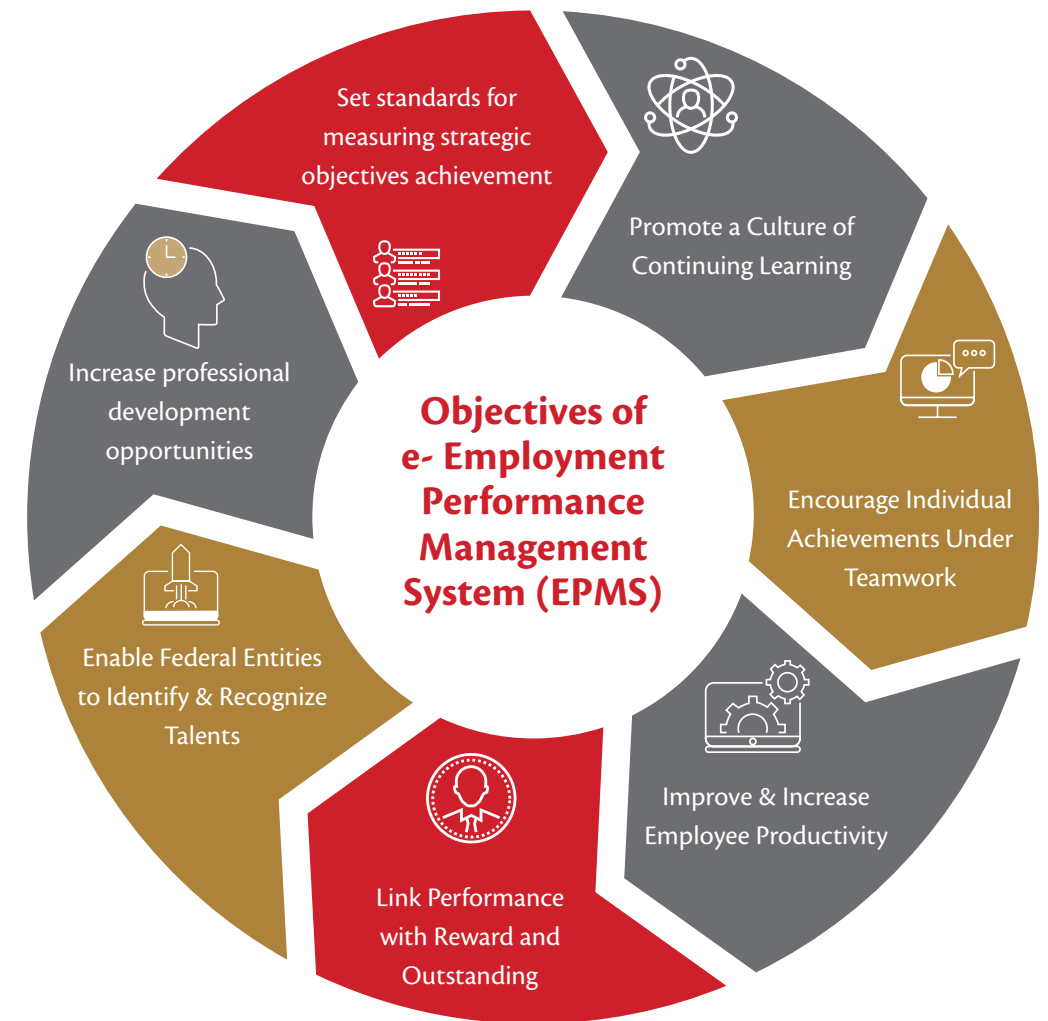 Objectives of
e- Employment
Performance
Management
System (EPMS)
Set standards for
measuring strategic
objectives achievement
Promote a Culture of
Continuing Learning
Encourage Individual
Achievements Under
Teamwork
Improve & Increase
Employee Productivity
Link Performance
with Reward and
Outstanding
Enable Federal Entities
to Identify & Recognize
Talents
Increase professional
development
opportunities